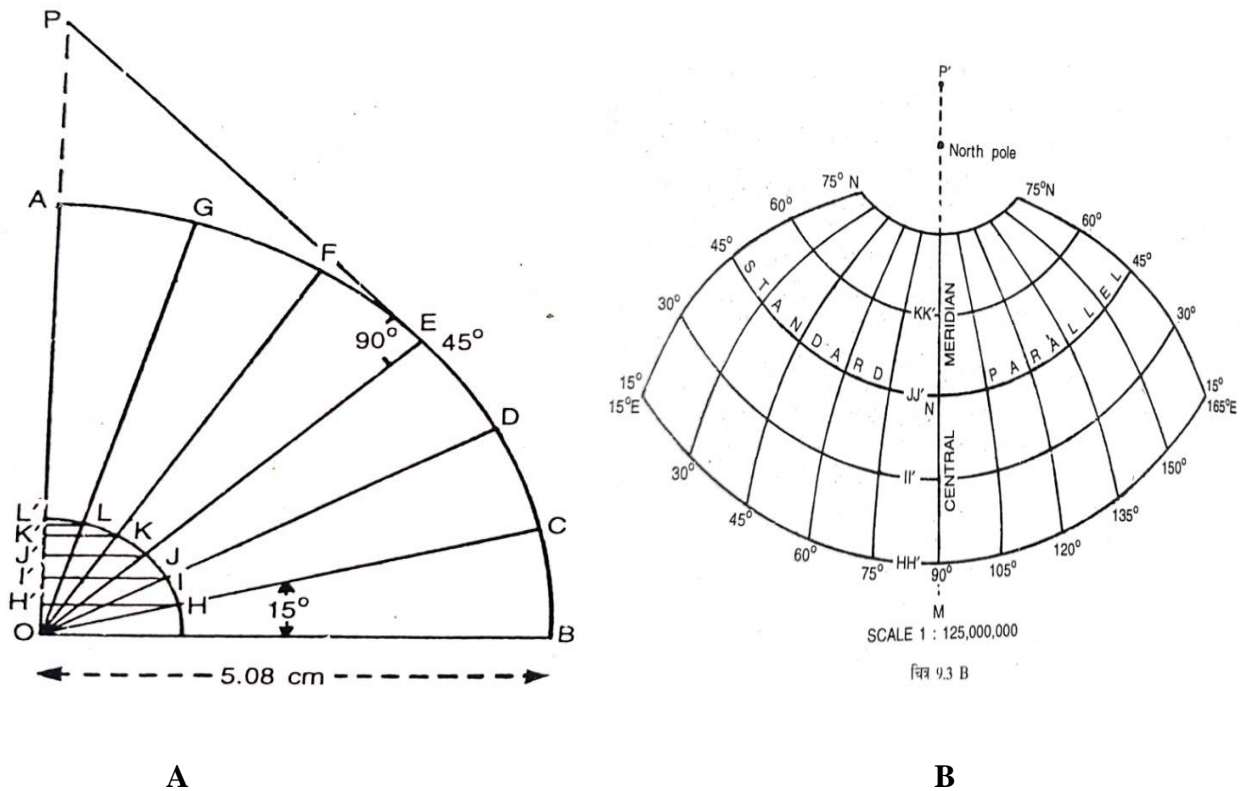 P
A
G
F
E
90°
45°
D
L'
L
K'
K
J'
J
C
I'
I
H'
H
15°
O
B
5.08 cm
A
P'
North pole
75° N
75°N
60°
60°
45°
45°
STANDARD
PARALLEL
30°
30°
KK'
MERIDIAN
15°
15°E
15°
165°E
JJ'
N
CENTRAL
30°
150°
II'
45°
135°
60°
120°
HH'
75°
90°
105°
M
SCALE 1 : 125,000,000
चित्र 9.3 B
B